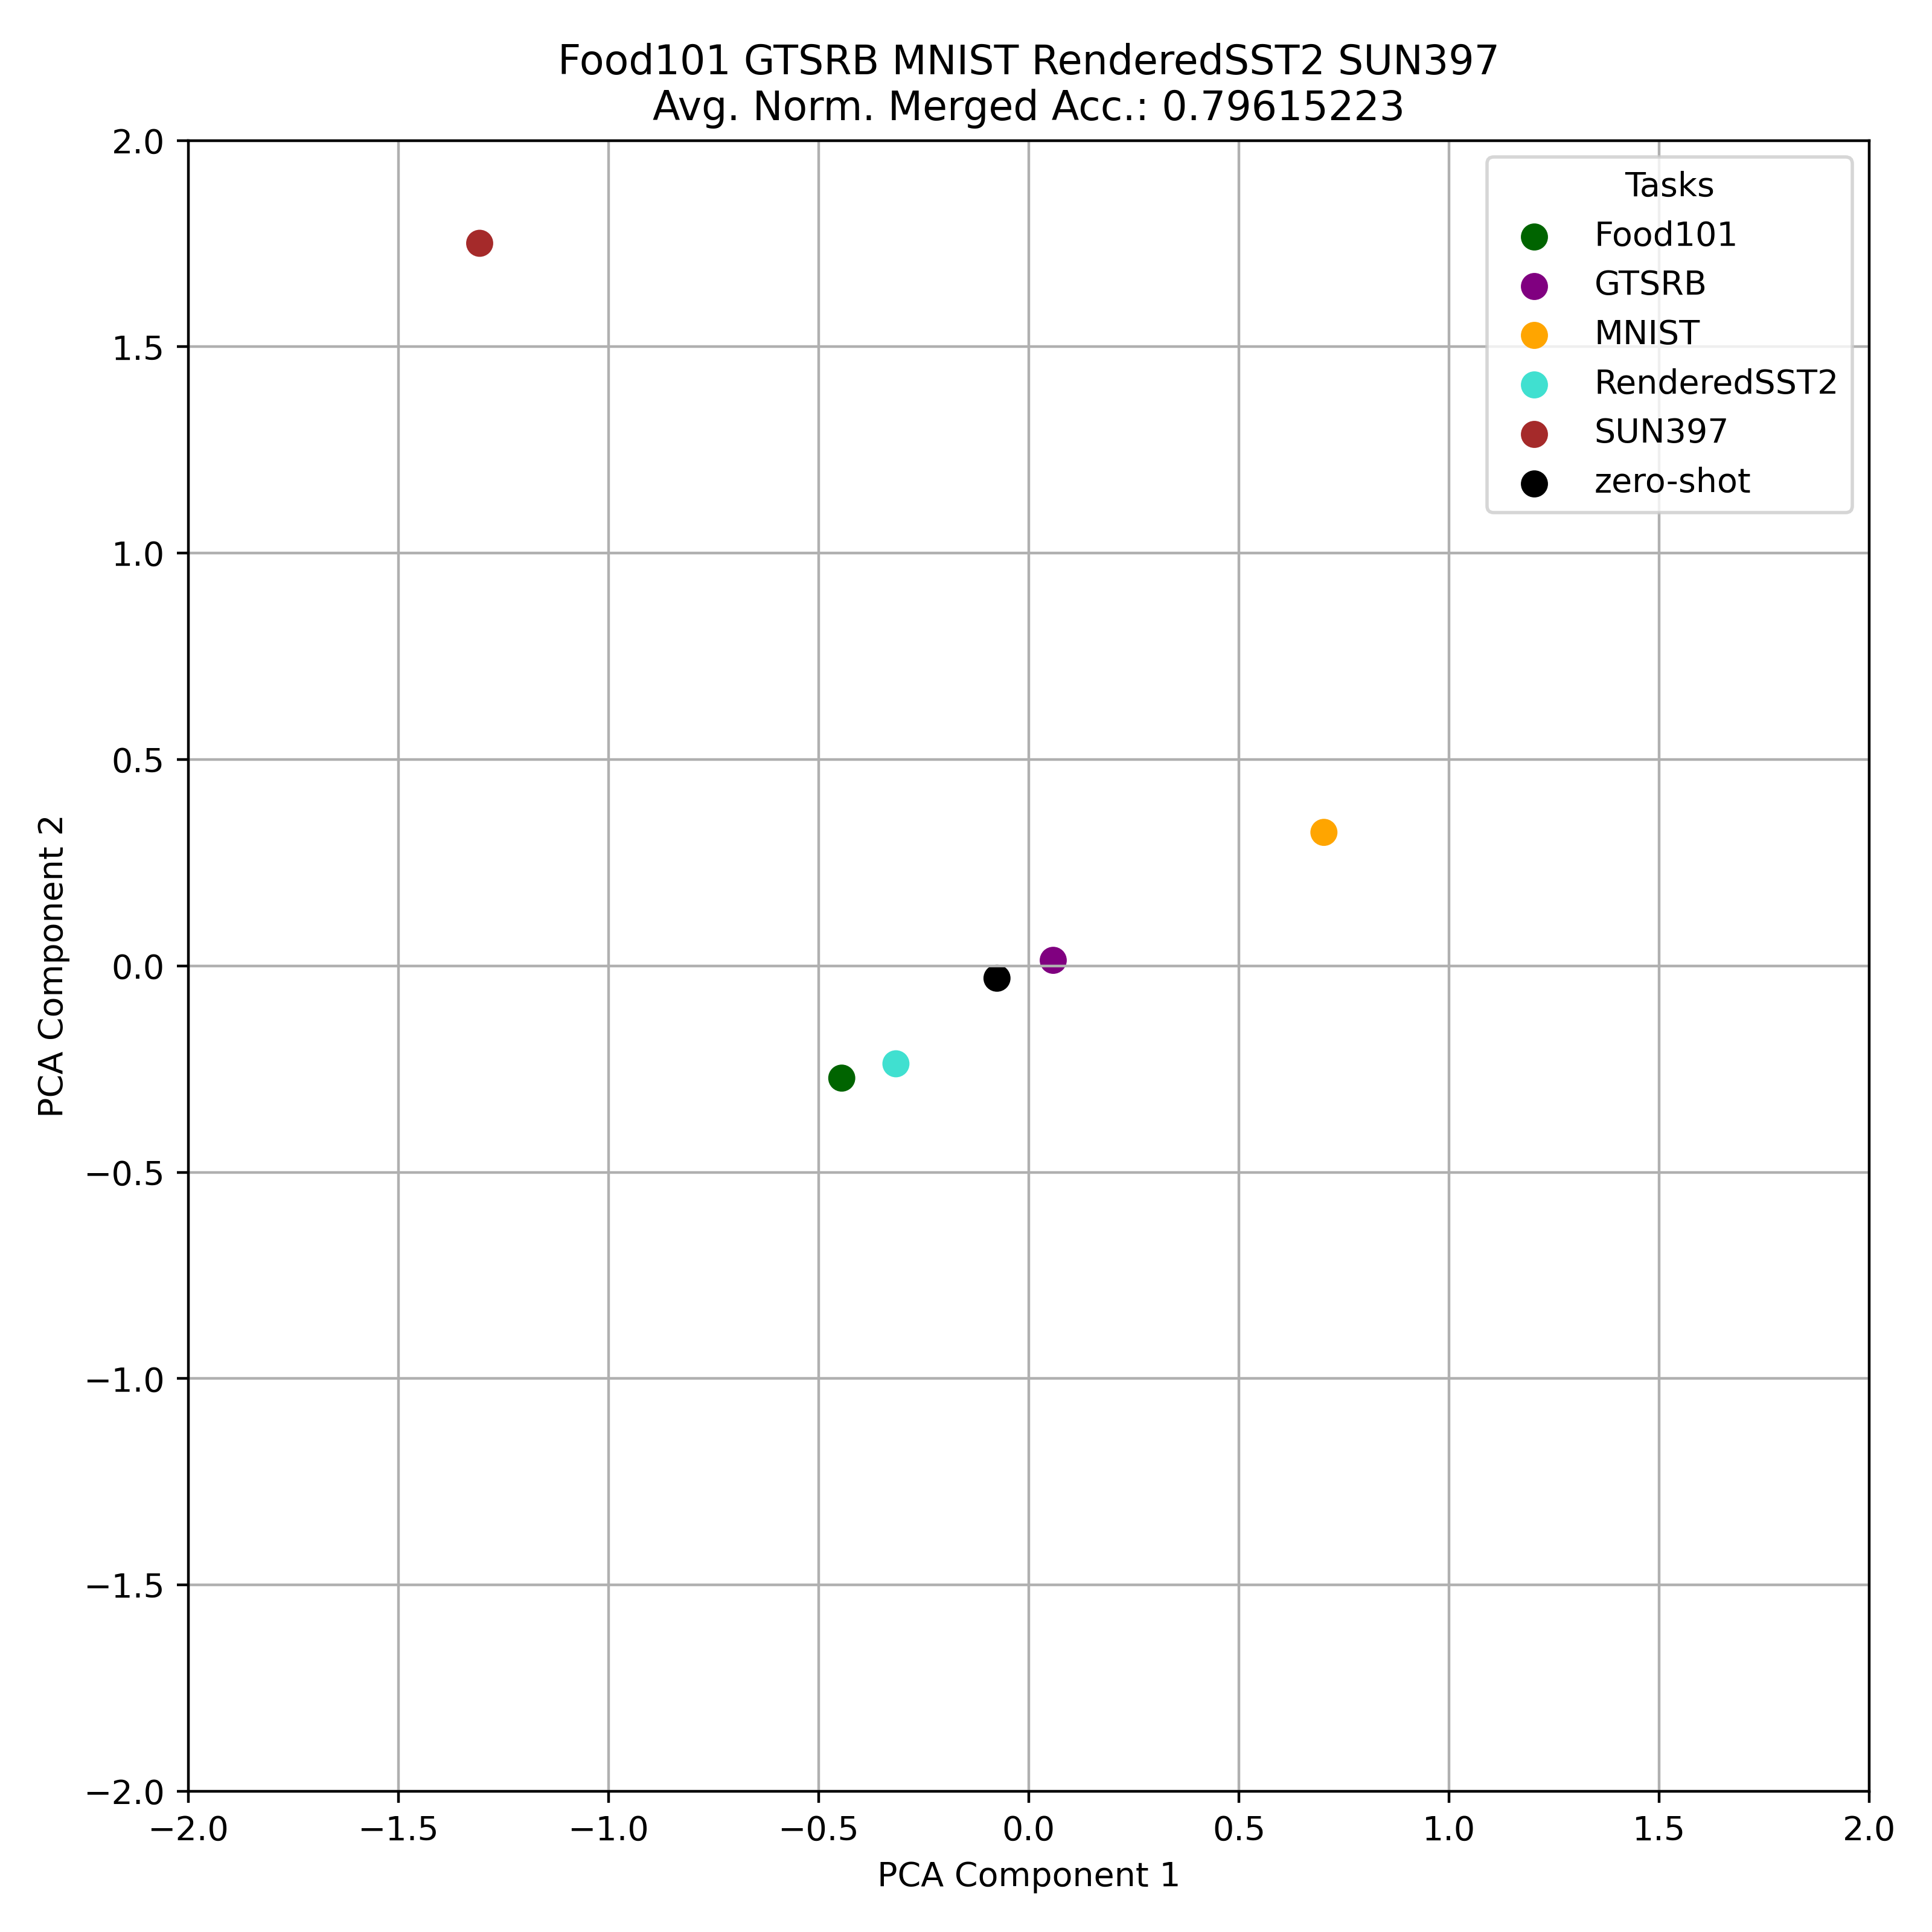 Food101 GTSRB MNIST RenderedSST2 SUN397
Avg. Norm. Merged Acc.: 0.79615223
Tasks
Food101
GTSRB
MNIST
RenderedSST2
SUN397
zero-shot
2.0
1.5
1.0
0.5
0.0
−0.5
−1.0
−1.5
−2.0
PCA Component 2
−2.0 −1.5 −1.0 −0.5 0.0 0.5 1.0 1.5 2.0
PCA Component 1